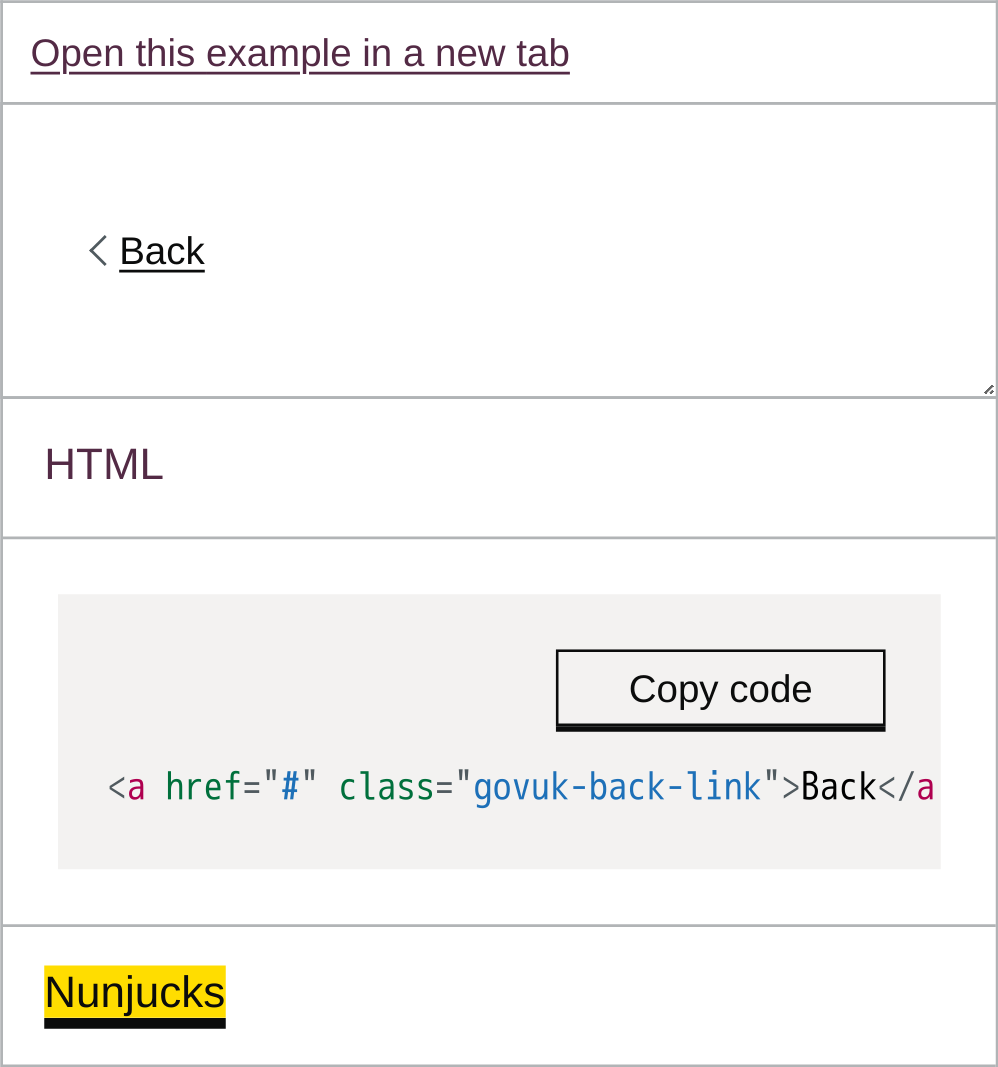 Open this example in a new tab
Back
HTML
Copy code
<a href="#" class="govuk-back-link">Back</a
Nunjucks